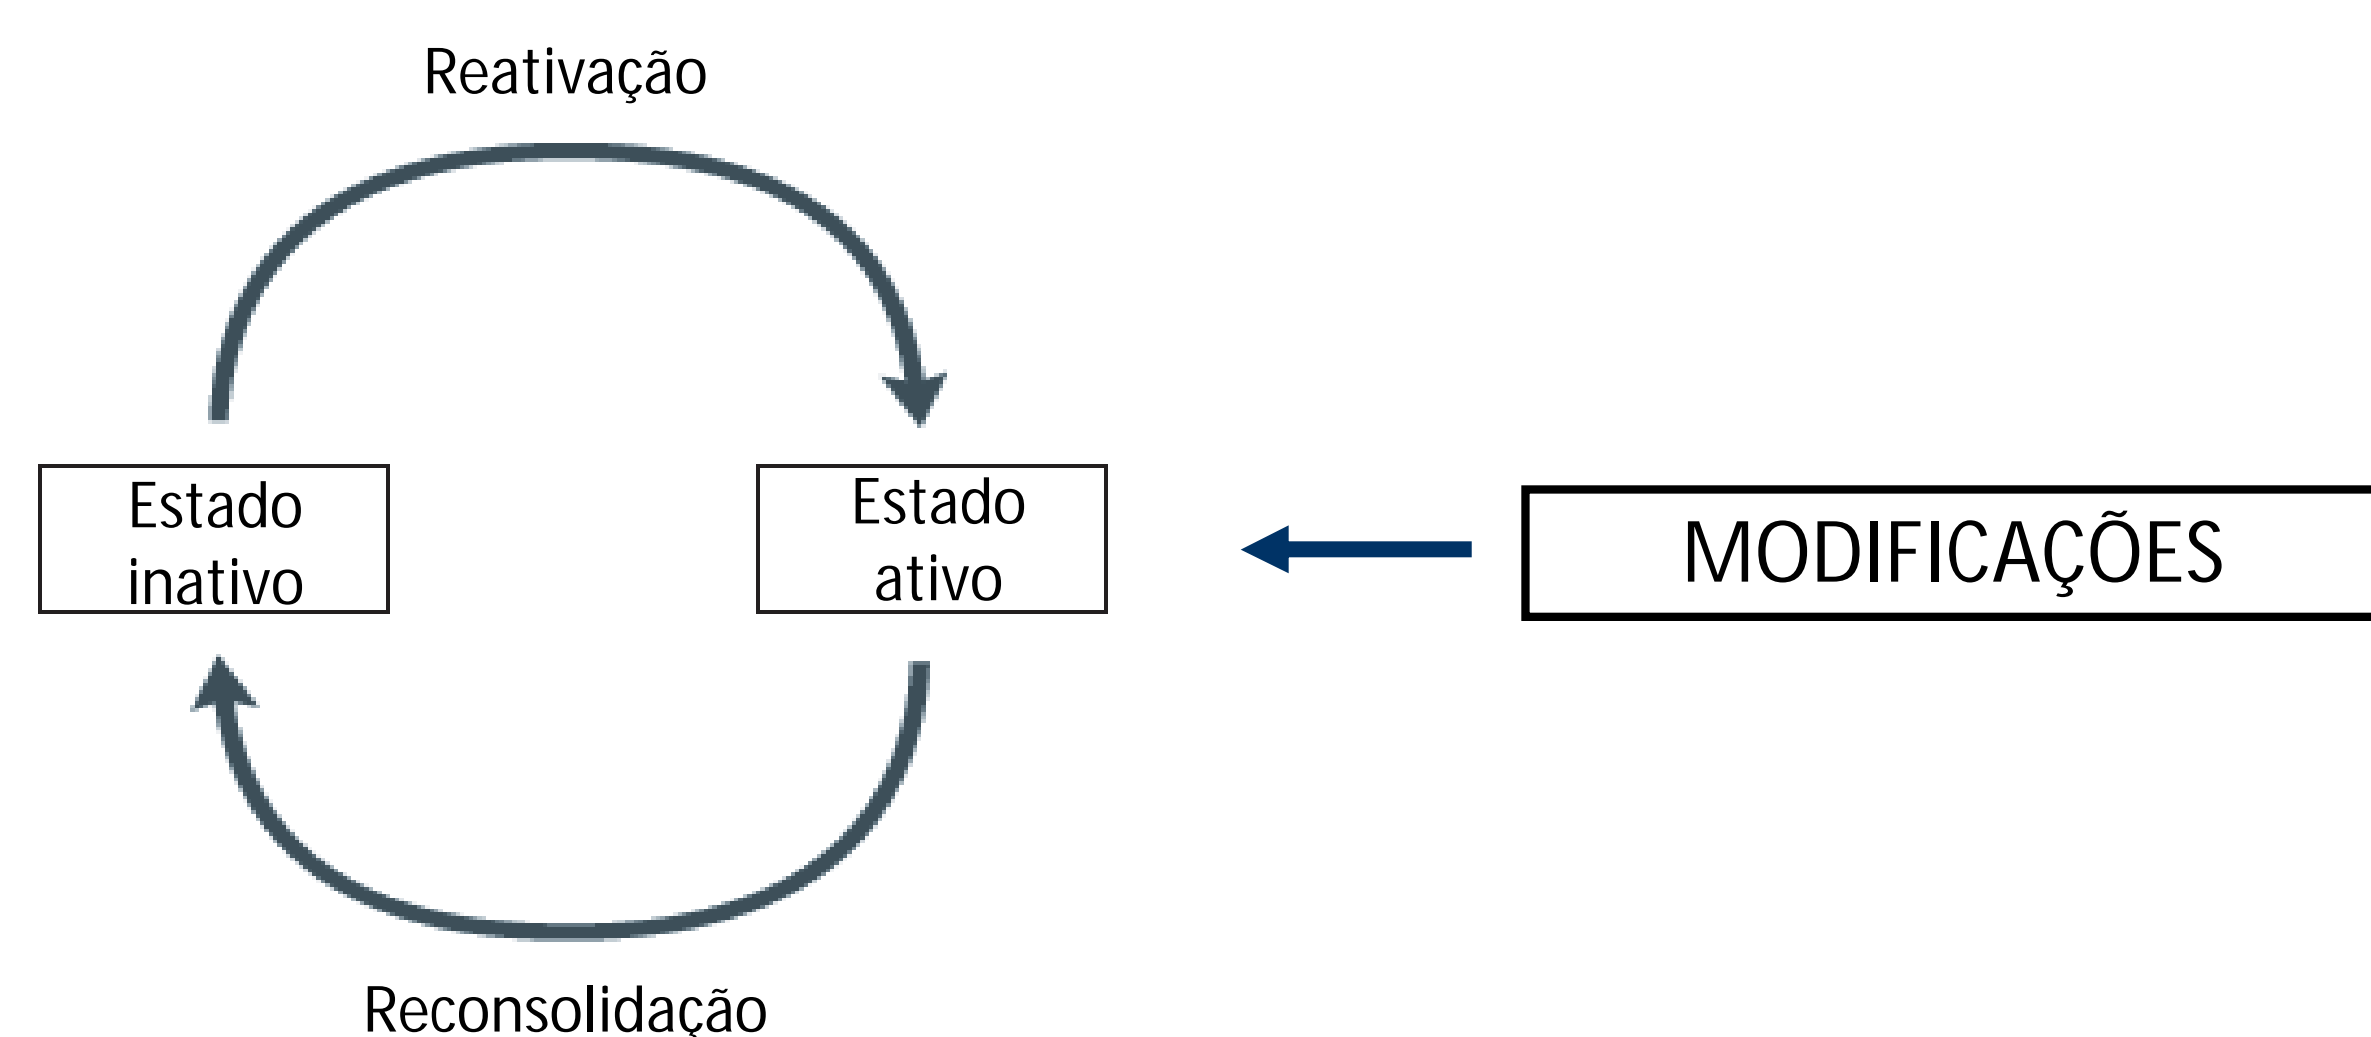 Reativação
Estado
inativo
Estado
ativo
MODIFICAÇÕES
Reconsolidação